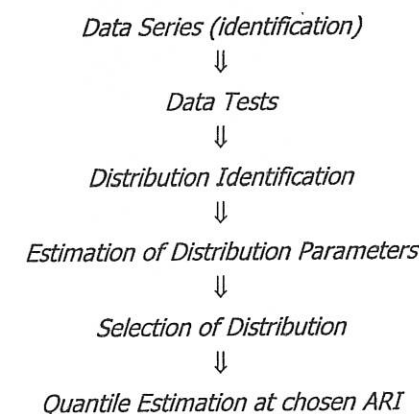 Data Series (identification)
⇓
Data Tests
⇓
Distribution Identification
⇓
Estimation of Distribution Parameters
⇓
Selection of Distribution
⇓
Quantile Estimation at chosen ARI